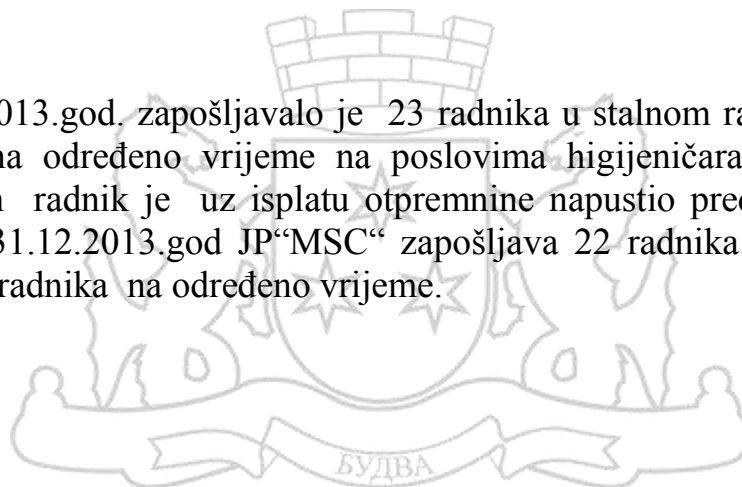 013.god. zapošljavalo je 23 radnika u stalnom ra
na određeno vrijeme na poslovima higijeničara
radnik je uz isplatu otpremnine napustio pred
31.12.2013.god JP“MSC“ zapošljava 22 radnika
radnika na određeno vrijeme.
БУДВА